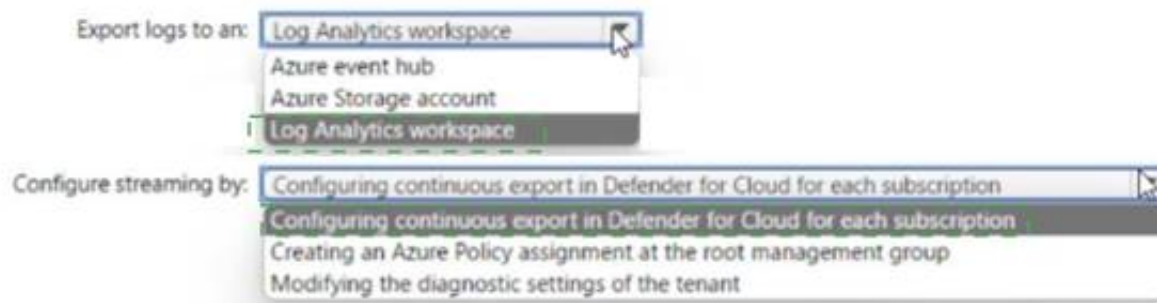 Export logs to an: Log Analytics workspace
Azure event hub
Azure Storage account
Log Analytics workspace
Configure streaming by: Configuring continuous export in Defender for Cloud for each subscription
Configuring continuous export in Defender for Cloud for each subscription
Creating an Azure Policy assignment at the root management group
Modifying the diagnostic settings of the tenant